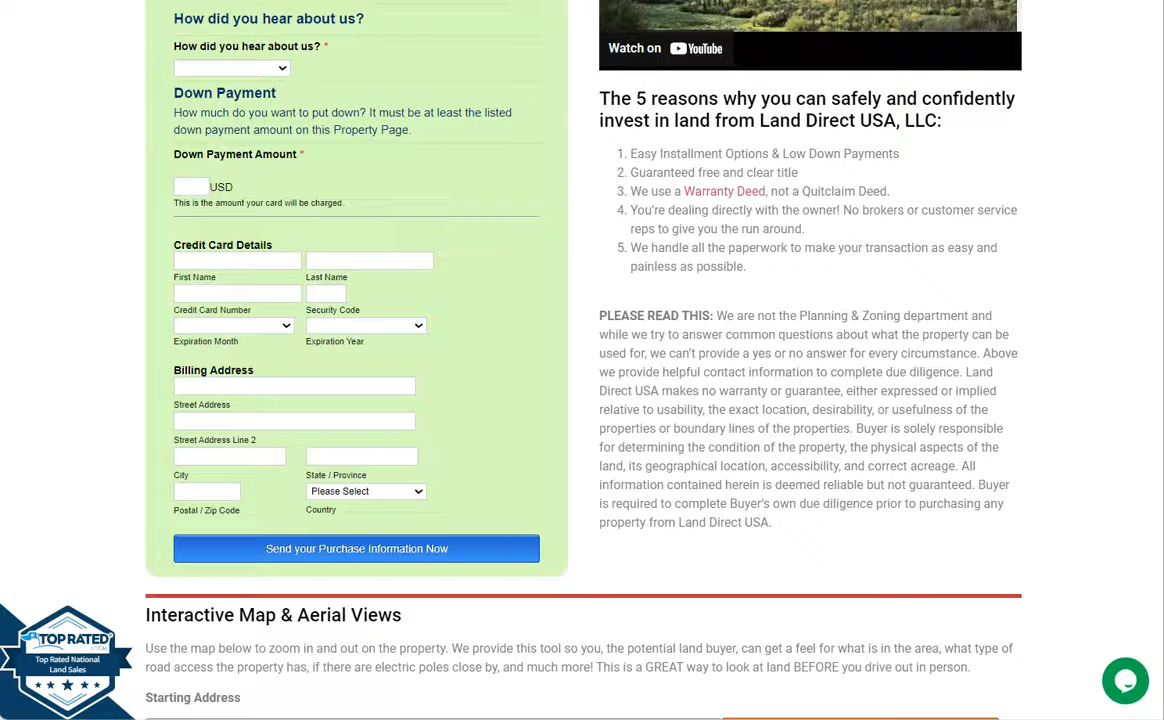 How did you hear about us?
How did you hear about us? *
Down Payment
How much do you want to put down? It must be at least the listed
down payment amount on this Property Page.
Down Payment Amount *
USD
This is the amount your card will be charged.
Credit Card Details
First Name
Last Name
Credit Card Number
Security Code
Expiration Month
Expiration Year
Billing Address
Street Address
Street Address Line 2
City
State / Province
Please Select
Postal / Zip Code
Country
Send your Purchase Information Now
Watch on YouTube
The 5 reasons why you can safely and confidently
invest in land from Land Direct USA, LLC:
1. Easy Installment Options & Low Down Payments
2. Guaranteed free and clear title
3. We use a Warranty Deed, not a Quitclaim Deed.
4. You're dealing directly with the owner! No brokers or customer service
reps to give you the run around.
5. We handle all the paperwork to make your transaction as easy and
painless as possible.
PLEASE READ THIS: We are not the Planning & Zoning department and
while we try to answer common questions about what the property can be
used for, we can't provide a yes or no answer for every circumstance. Above
we provide helpful contact information to complete due diligence. Land
Direct USA makes no warranty or guarantee, either expressed or implied
relative to usability, the exact location, desirability, or usefulness of the
properties or boundary lines of the properties. Buyer is solely responsible
for determining the condition of the property, the physical aspects of the
land, its geographical location, accessibility, and correct acreage. All
information contained herein is deemed reliable but not guaranteed. Buyer
is required to complete Buyer's own due diligence prior to purchasing any
property from Land Direct USA.
Interactive Map & Aerial Views
Use the map below to zoom in and out on the property. We provide this tool so you, the potential land buyer, can get a feel for what is in the area, what type of
road access the property has, if there are electric poles close by, and much more! This is a GREAT way to look at land BEFORE you drive out in person.
Starting Address
TOP RATED
LOCAL
Top Rated National
Land Sales